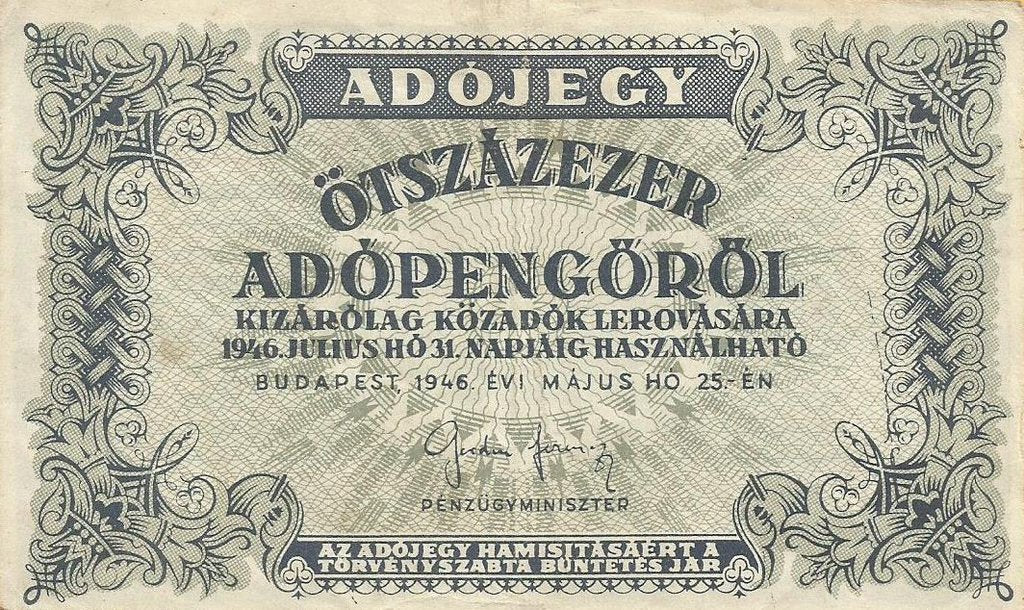 ADÓJEGY
ÖTSZÁZEZER
ADÓPENGŐRŐL
KIZÁRÓLAG KÖZADÓK LEROVÁSÁRA
1946. JULIUS HÓ 31. NAPJÁIG HASZNÁLHATÓ
BUDAPEST, 1946. ÉVI MÁJUS HÓ 25.-ÉN
PÉNZÜGYMINISZTER
AZ ADÓJEGY HAMISITÁSÁÉRT A
TÖRVÉNYSZABTA BÜNTETÉS JÁR